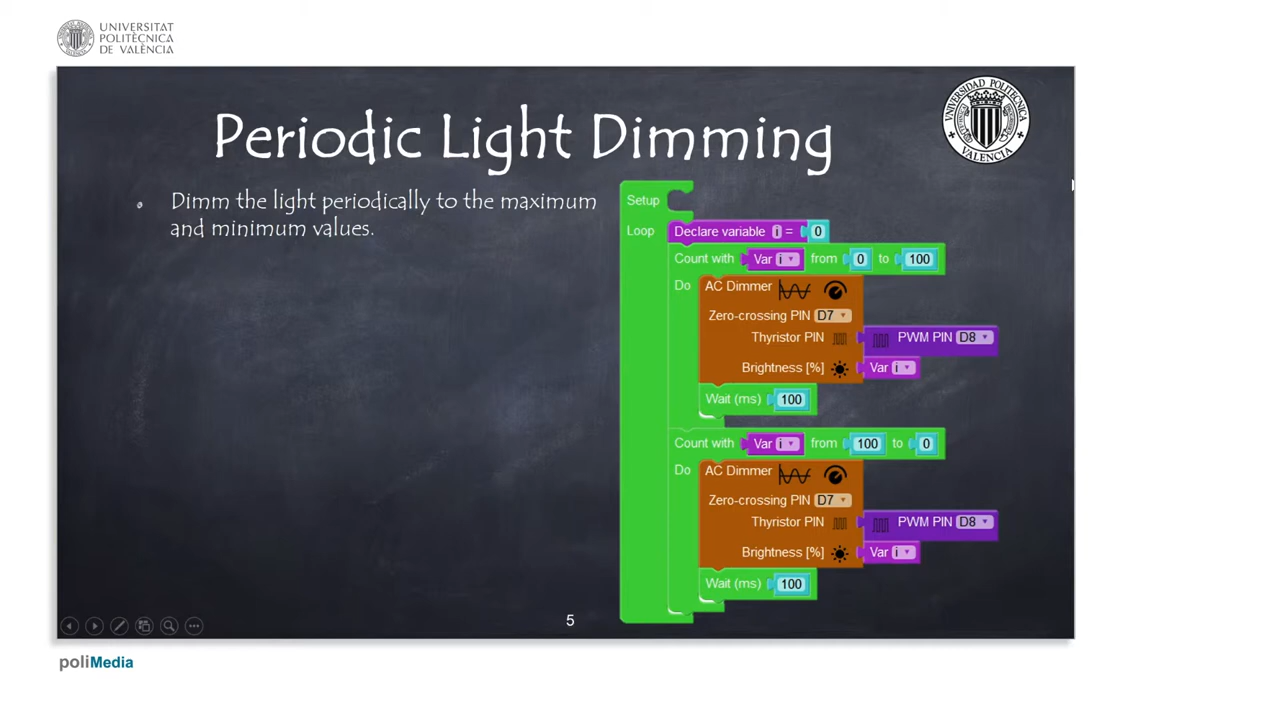 UNIVERSITAT
POLITÈCNICA
DE VALÈNCIA
Periodic Light Dimming
UNIVERSIDAD POLITECNICA
VALENCIA
Dimm the light periodically to the maximum
and minimum values.
Setup
Loop
Declare variable i = 0
Count with Var i from 0 to 100
Do AC Dimmer
Zero-crossing PIN D7
Thyristor PIN PWM PIN D8
Brightness [%] Var i
Wait (ms) 100
Count with Var i from 100 to 0
Do AC Dimmer
Zero-crossing PIN D7
Thyristor PIN PWM PIN D8
Brightness [%] Var i
Wait (ms) 100
5
poliMedia